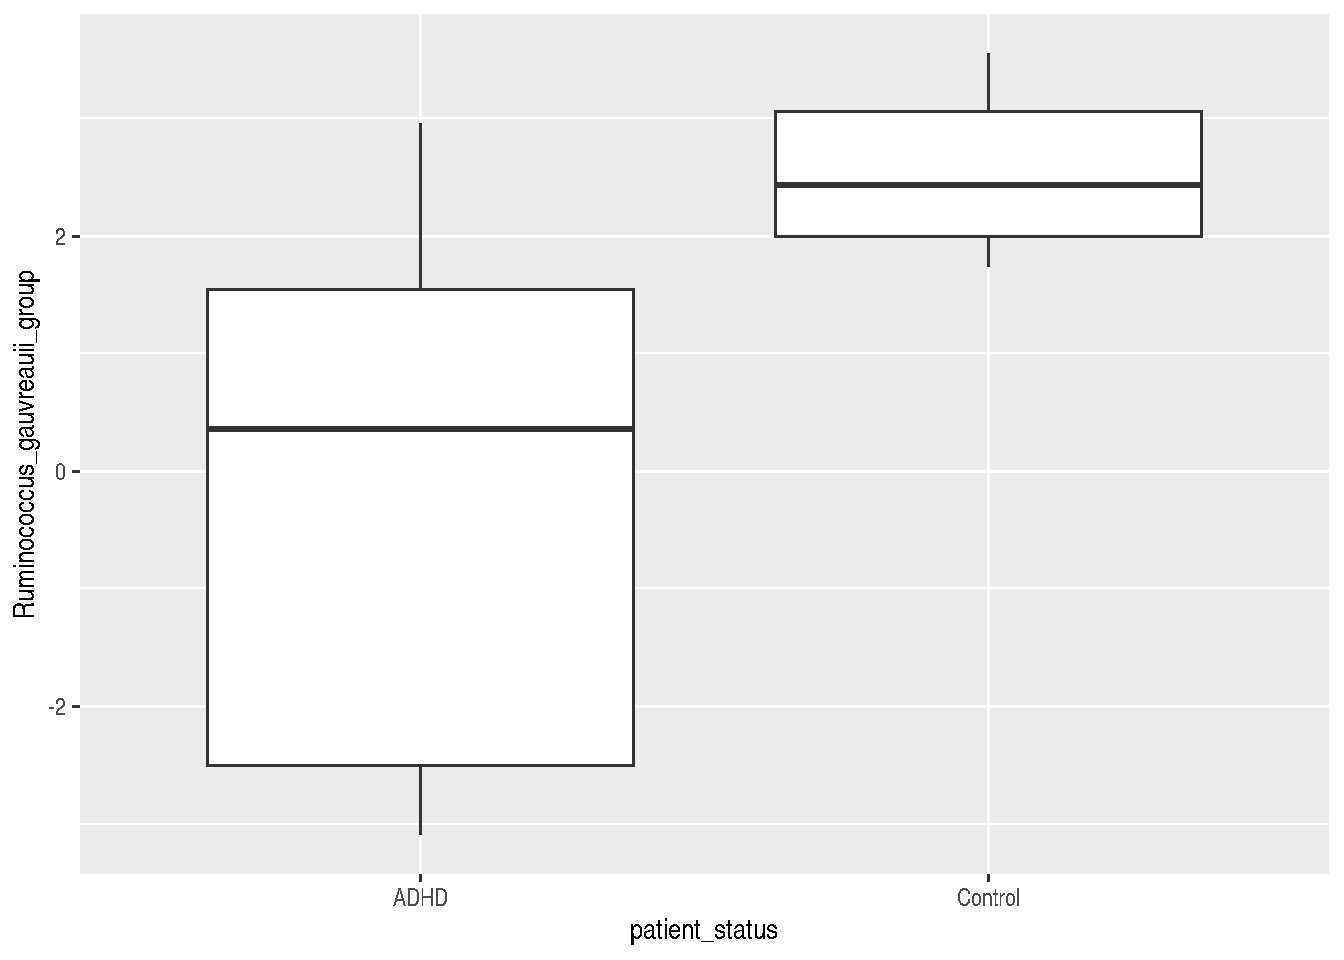 Ruminococcus_gauvreauii_group
2
0
-2
ADHD
Control
patient_status